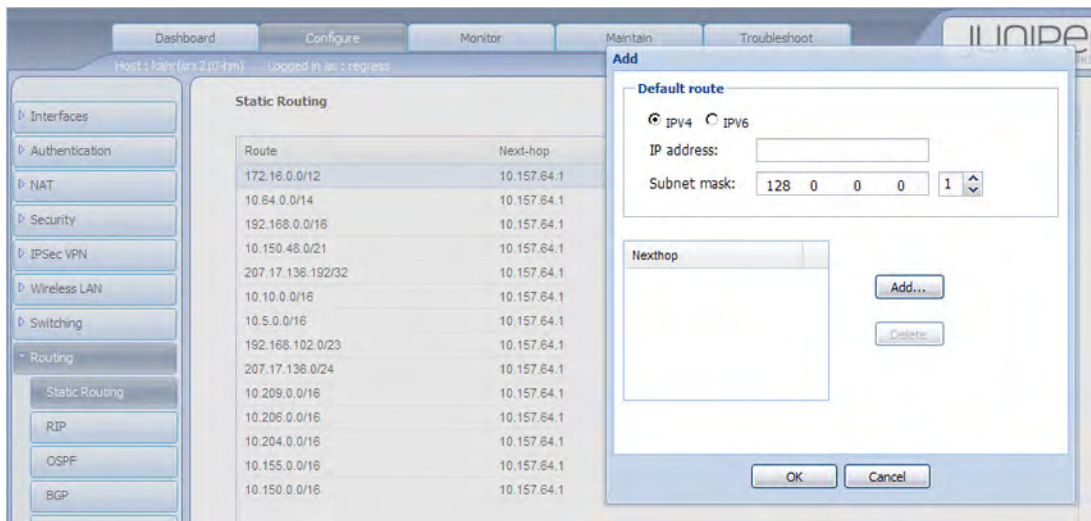 Dashboard
Configure
Monitor
Maintain
Troubleshoot
JUNIPE
Host : kahr(srx210-hm) Logged in as : regress
Interfaces
Authentication
NAT
Security
IPSec VPN
Wireless LAN
Switching
Routing
Static Routing
RIP
OSPF
BGP
Static Routing
Route Next-hop
172.16.0.0/12 10.157.64.1
10.64.0.0/14 10.157.64.1
192.168.0.0/16 10.157.64.1
10.150.48.0/21 10.157.64.1
207.17.136.192/32 10.157.64.1
10.10.0.0/16 10.157.64.1
10.5.0.0/16 10.157.64.1
192.168.102.0/23 10.157.64.1
207.17.136.0/24 10.157.64.1
10.209.0.0/16 10.157.64.1
10.206.0.0/16 10.157.64.1
10.204.0.0/16 10.157.64.1
10.155.0.0/16 10.157.64.1
10.150.0.0/16 10.157.64.1
Add
Default route
IPV4 IPV6
IP address:
Subnet mask: 128 0 0 0 1
Nexthop
Add...
Delete
OK Cancel